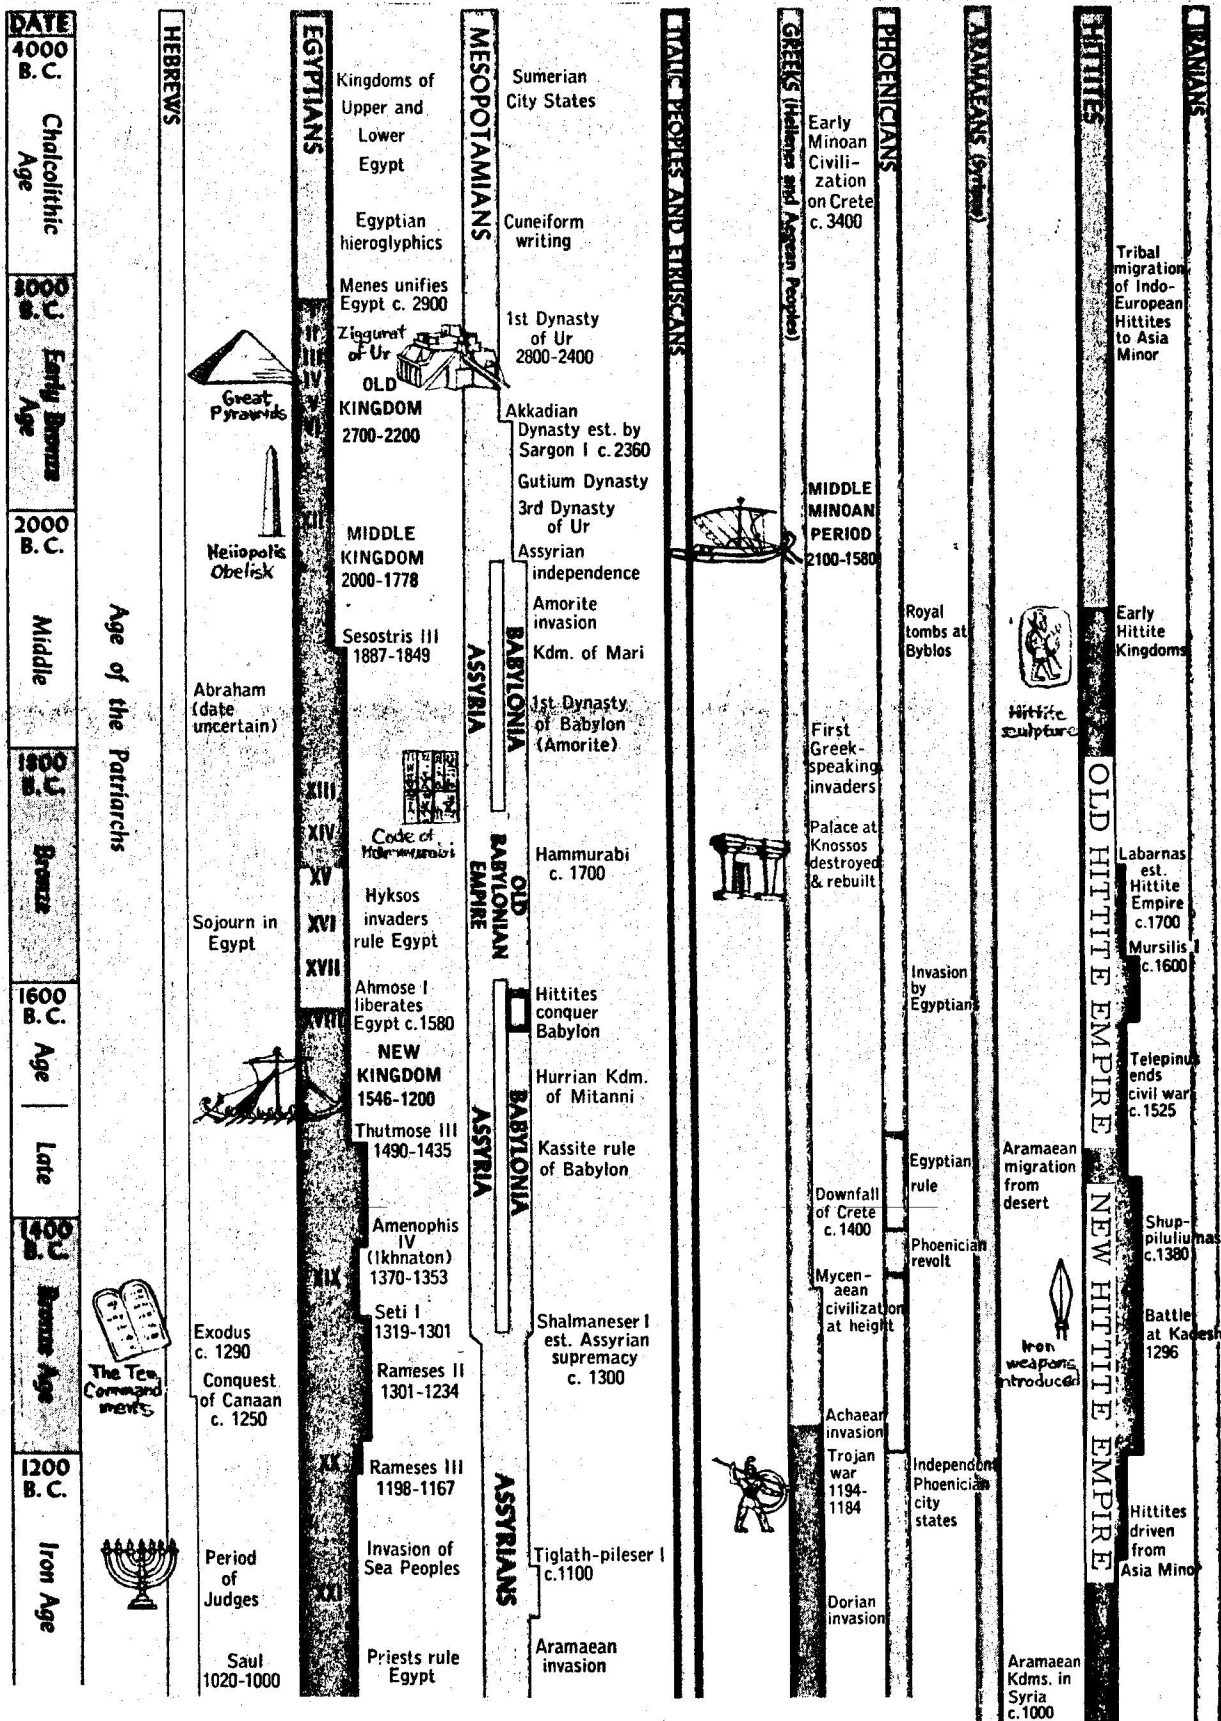 DATE
4000
B. C.
Chalcolithic
Age
3000
B. C.
Early Bronze
Age
2000
B. C.
Middle
1800
B. C.
Bronze
1600
B. C.
Age
Late
1400
B. C.
Bronze Age
1200
B. C.
Iron Age
HEBREWS
Age of the Patriarchs
Great
Pyramids
Heliopolis
Obelisk
Abraham
(date
uncertain)
Sojourn in
Egypt
Exodus
c. 1290
The Ten
Command
ments
Conquest
of Canaan
c. 1250
Period
of
Judges
Saul
1020-1000
EGYPTIANS
I
II
III
IV
V
VI
XII
XIII
XIV
XV
XVI
XVII
XVIII
XIX
XX
XXI
Kingdoms of
Upper and
Lower
Egypt
Egyptian
hieroglyphics
Menes unifies
Egypt c. 2900
Ziggurat
of Ur
OLD
KINGDOM
2700-2200
MIDDLE
KINGDOM
2000-1778
Sesostris III
1887-1849
Code of
Hammurabi
Hyksos
invaders
rule Egypt
Ahmose I
liberates
Egypt c. 1580
NEW
KINGDOM
1546-1200
Thutmose III
1490-1435
Amenophis
IV
(Ikhnaton)
1370-1353
Seti I
1319-1301
Rameses II
1301-1234
Rameses III
1198-1167
Invasion of
Sea Peoples
Priests rule
Egypt
MESOPOTAMIANS
Sumerian
City States
Cuneiform
writing
1st Dynasty
of Ur
2800-2400
Akkadian
Dynasty est. by
Sargon I c. 2360
Gutium Dynasty
3rd Dynasty
of Ur
Assyrian
independence
Amorite
invasion
Kdm. of Mari
ASSYRIA
BABYLONIA
1st Dynasty
of Babylon
(Amorite)
OLD
BABYLONIAN
EMPIRE
Hammurabi
c. 1700
Hittites
conquer
Babylon
Hurrian Kdm.
of Mitanni
ASSYRIA
BABYLONIA
Kassite rule
of Babylon
Shalmaneser I
est. Assyrian
supremacy
c. 1300
ASSYRIANS
Tiglath-pileser I
c.1100
Aramaean
invasion
ITALIC PEOPLES AND ETRUSCANS
GREEKS (Hellenes and Aegean Peoples)
Early
Minoan
Civili-
zation
on Crete
c. 3400
MIDDLE
MINOAN
PERIOD
2100-1580
First
Greek-
speaking
invaders
Palace at
Knossos
destroyed
& rebuilt
Downfall
of Crete
c. 1400
Mycen-
aean
civilization
at height
Achaean
invasion
Trojan
war
1194-
1184
Dorian
invasion
PHOENICIANS
Royal
tombs at
Byblos
Invasion
by
Egyptians
Egyptian
rule
Phoenician
revolt
Independent
Phoenician
city
states
ARAMAEANS (Syrians)
Hittite
sculpture
Aramaean
migration
from
desert
Iron
weapons
introduced
Aramaean
Kdms. in
Syria
c. 1000
HITTITES
Tribal
migration
of Indo-
European
Hittites
to Asia
Minor
Early
Hittite
Kingdoms
OLD HITTITE EMPIRE
Labarnas
est.
Hittite
Empire
c.1700
Mursilis I
c.1600
Telepinus
ends
civil war
c. 1525
NEW HITTITE EMPIRE
Shup-
piluliumas
c.1380
Battle
at Kadesh
1296
Hittites
driven
from
Asia Minor
IRANIANS